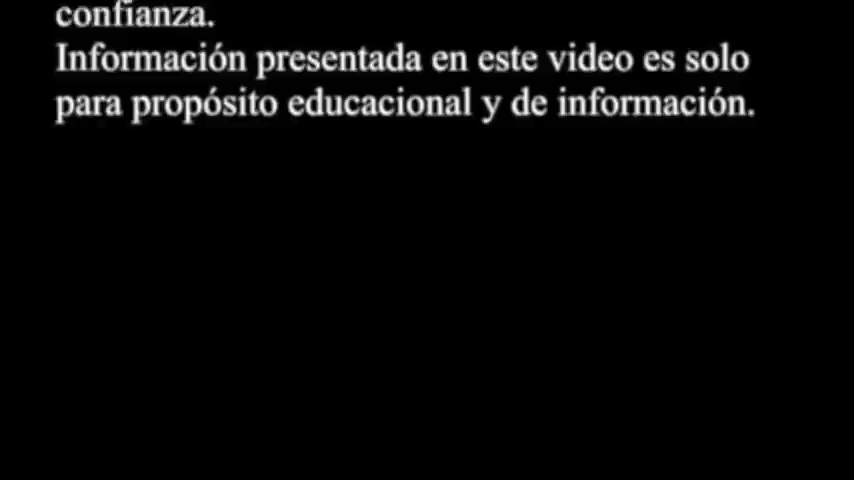 confianza.
Información presentada en este video es solo
para propósito educacional y de información.